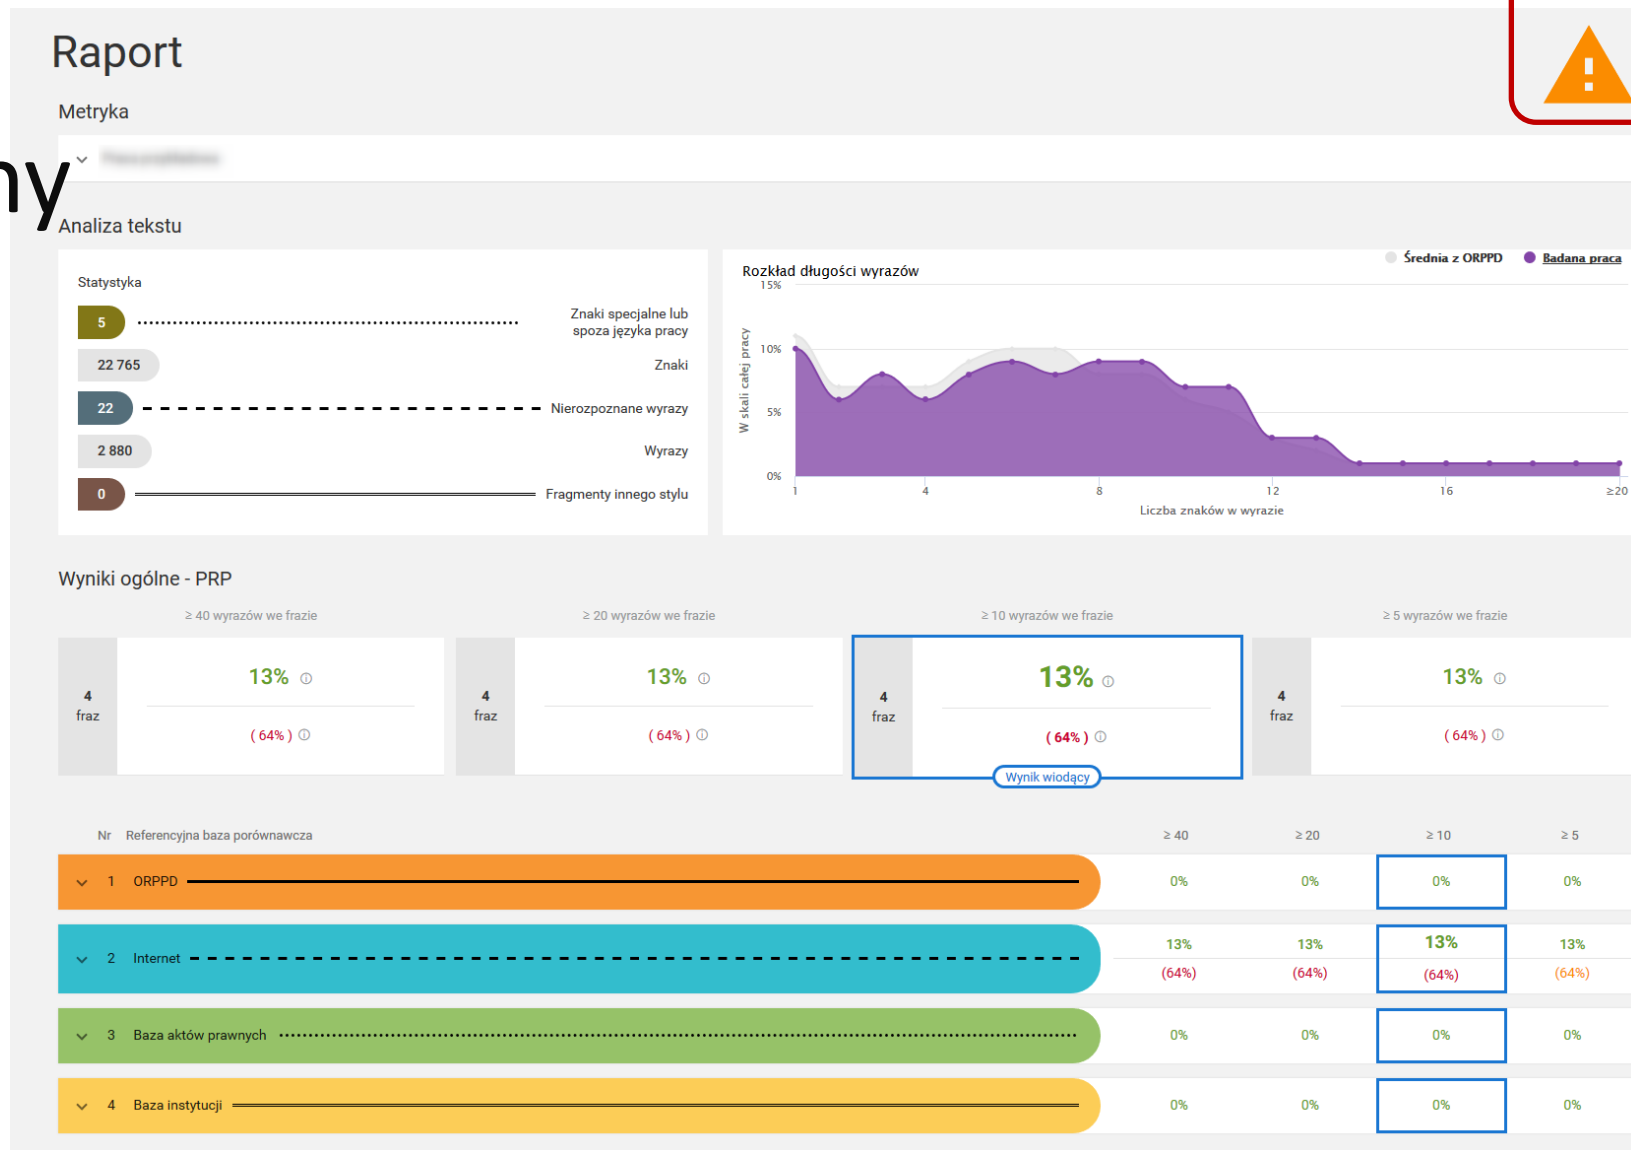 Raport
Metryka
ny
Analiza tekstu
Statystyka
5 Znaki specjalne lub
spoza języka pracy
22 765 Znaki
22 Nierozpoznane wyrazy
2 880 Wyrazy
0 Fragmenty innego stylu
Rozkład długości wyrazów
Średnia z ORPPD Badana praca
15%
10%
5%
0%
W skali całej pracy
1 4 8 12 16 ≥20
Liczba znaków w wyrazie
Wyniki ogólne - PRP
≥ 40 wyrazów we frazie ≥ 20 wyrazów we frazie ≥ 10 wyrazów we frazie ≥ 5 wyrazów we frazie
4 fraz 13% ( 64% )
4 fraz 13% ( 64% )
4 fraz 13% ( 64% )
Wynik wiodący
4 fraz 13% ( 64% )
Nr Referencyjna baza porównawcza ≥ 40 ≥ 20 ≥ 10 ≥ 5
1 ORPPD 0% 0% 0% 0%
2 Internet 13% 13% 13% 13%
(64%) (64%) (64%) (64%)
3 Baza aktów prawnych 0% 0% 0% 0%
4 Baza instytucji 0% 0% 0% 0%